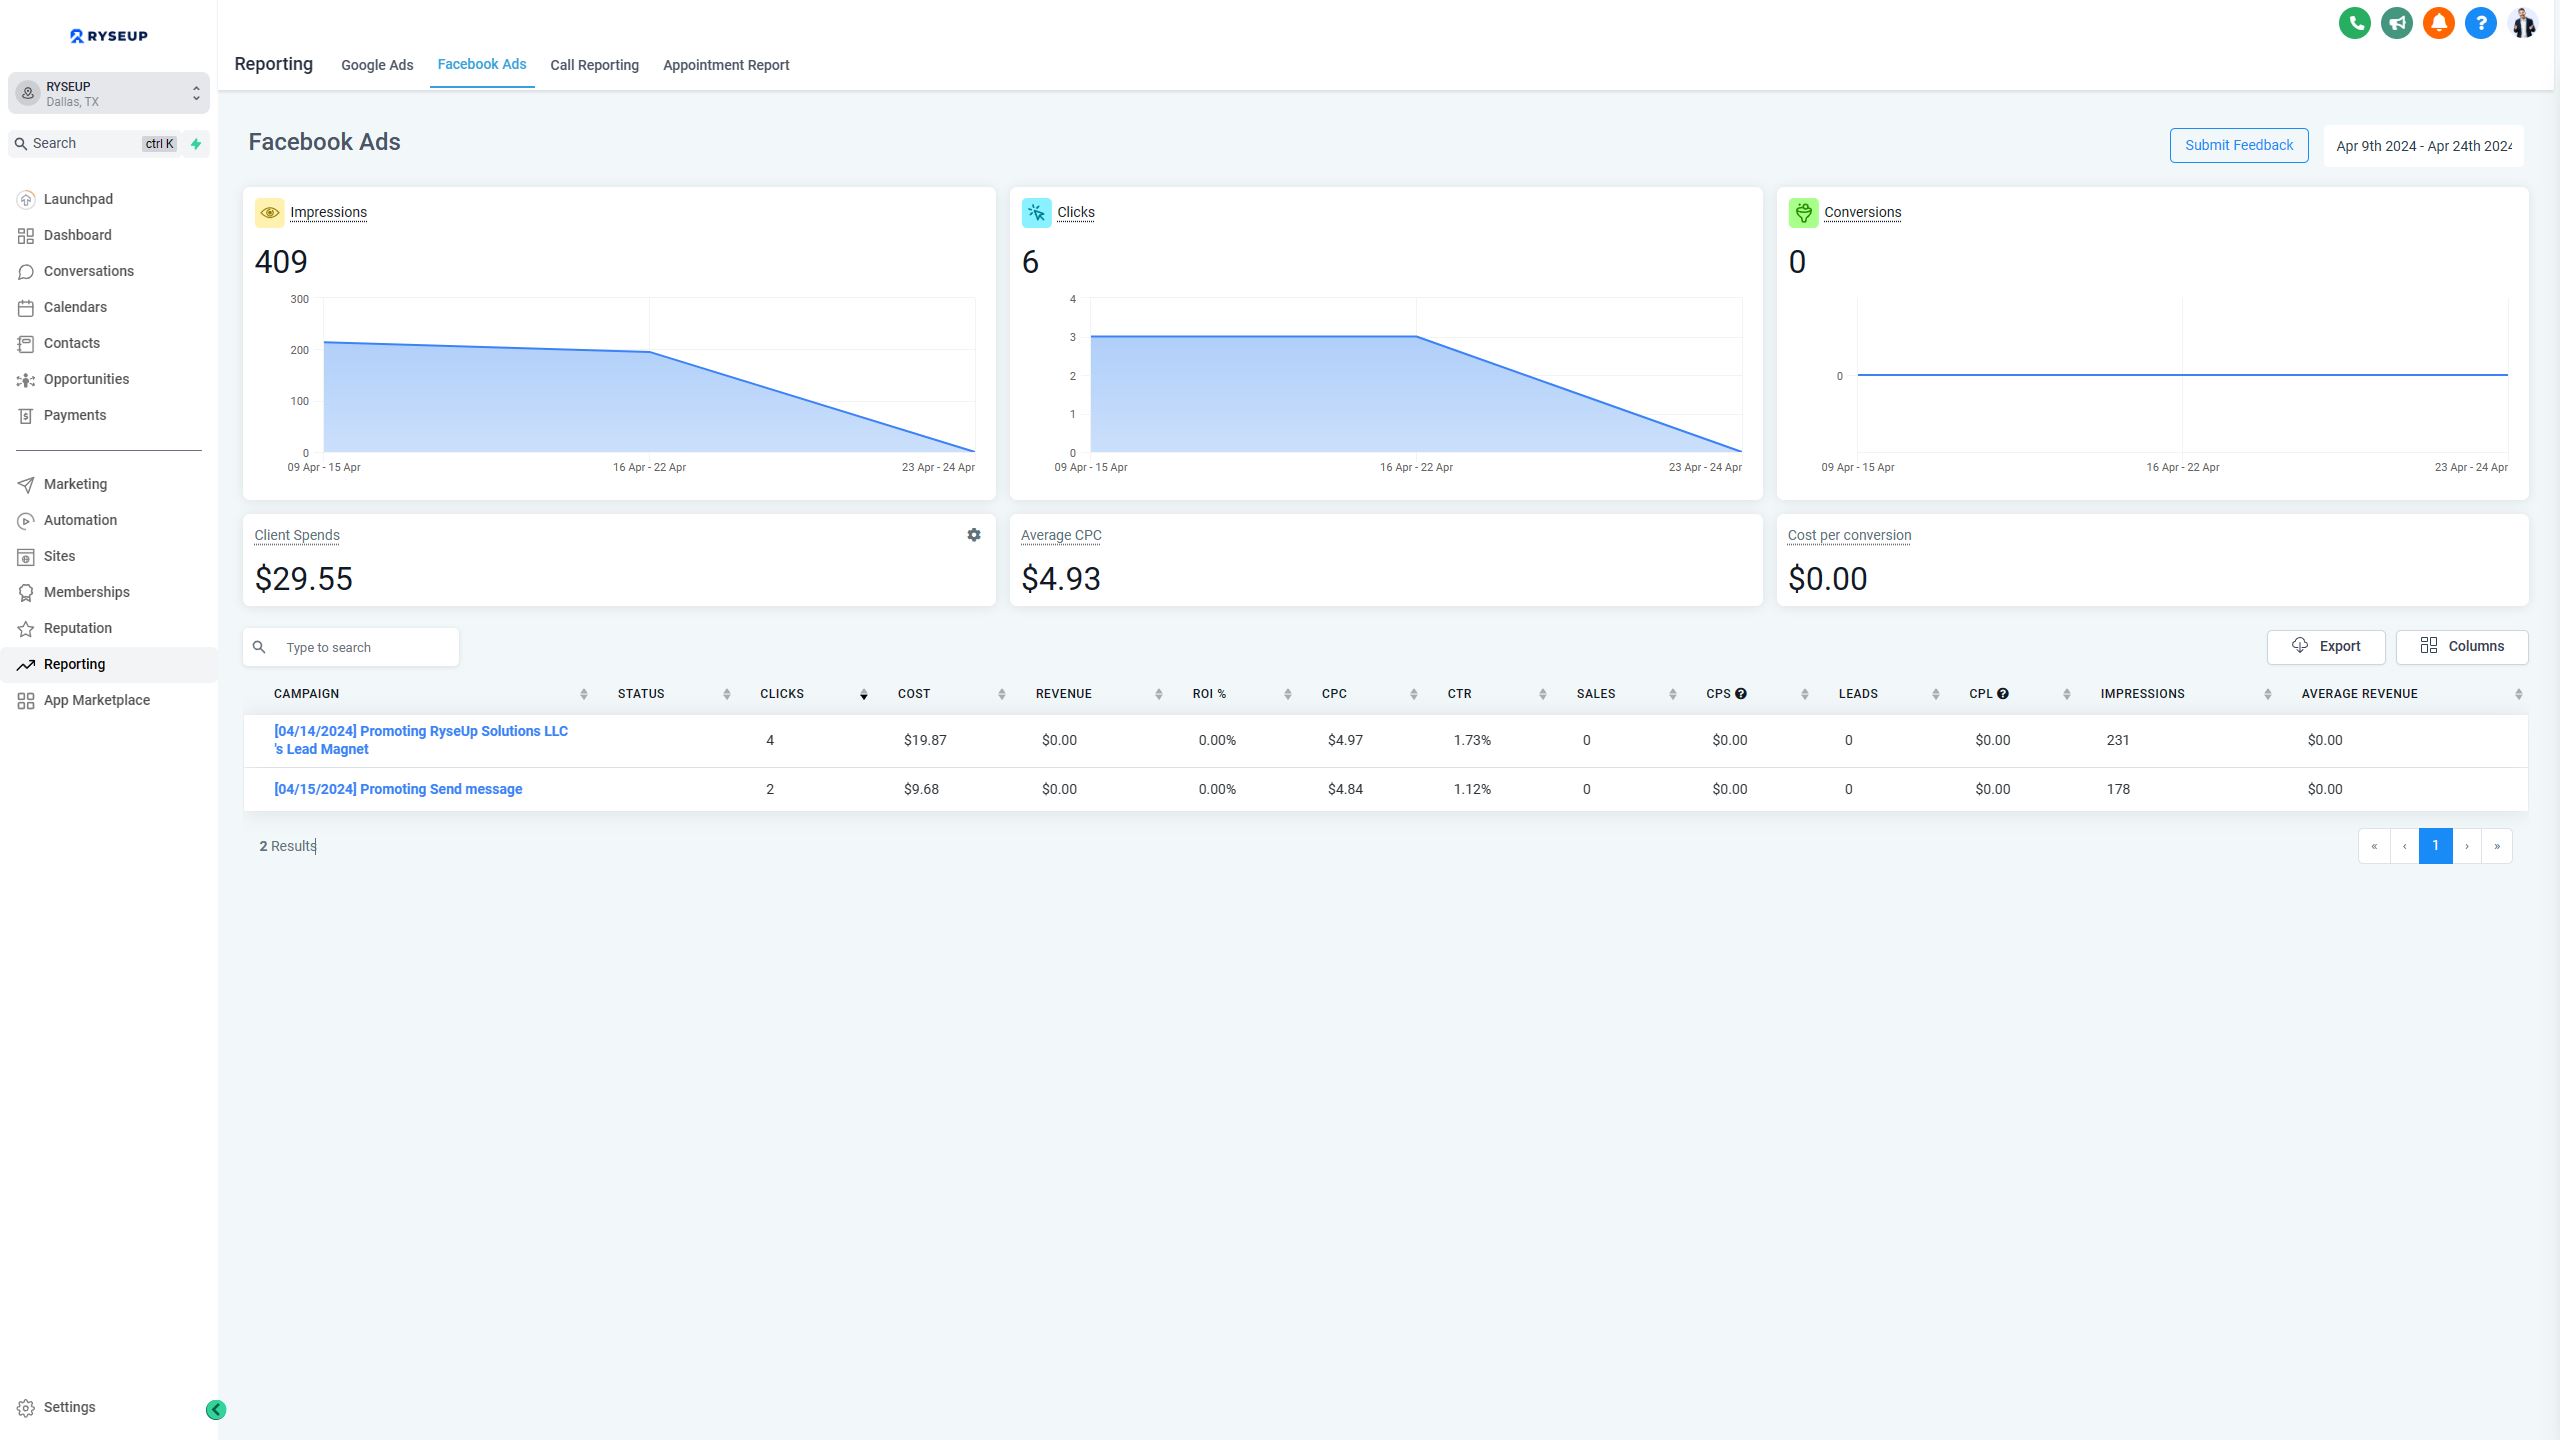 RYSEUP
RYSEUP
Dallas, TX
Search ctrl K
Launchpad
Dashboard
Conversations
Calendars
Contacts
Opportunities
Payments
Marketing
Automation
Sites
Memberships
Reputation
Reporting
App Marketplace
Settings
Reporting Google Ads Facebook Ads Call Reporting Appointment Report
?
Facebook Ads
Submit Feedback Apr 9th 2024 - Apr 24th 2024
Impressions
409
300
200
100
0
09 Apr - 15 Apr 16 Apr - 22 Apr 23 Apr - 24 Apr
Clicks
6
4
3
2
1
0
09 Apr - 15 Apr 16 Apr - 22 Apr 23 Apr - 24 Apr
Conversions
0
0
09 Apr - 15 Apr 16 Apr - 22 Apr 23 Apr - 24 Apr
Client Spends
$29.55
Average CPC
$4.93
Cost per conversion
$0.00
Type to search Export Columns
CAMPAIGN STATUS CLICKS COST REVENUE ROI % CPC CTR SALES CPS ? LEADS CPL ? IMPRESSIONS AVERAGE REVENUE
[04/14/2024] Promoting RyseUp Solutions LLC
's Lead Magnet 4 $19.87 $0.00 0.00% $4.97 1.73% 0 $0.00 0 $0.00 231 $0.00
[04/15/2024] Promoting Send message 2 $9.68 $0.00 0.00% $4.84 1.12% 0 $0.00 0 $0.00 178 $0.00
2 Results « ‹ 1 › »